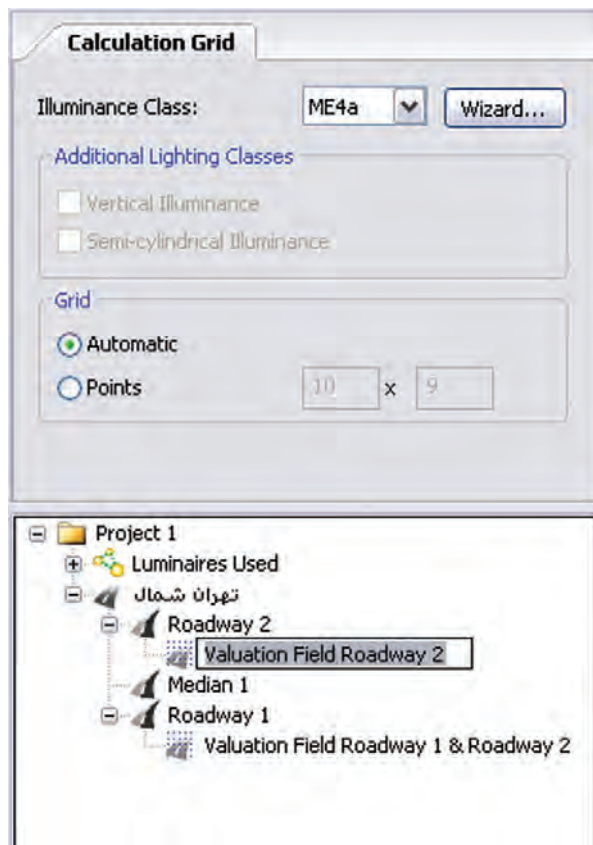 Calculation Grid
Illuminance Class: ME4a Wizard...
Additional Lighting Classes
Vertical Illuminance
Semi-cylindrical Illuminance
Grid
Automatic
Points 10 x 9
Project 1
Luminaires Used
تهران شمال
Roadway 2
Valuation Field Roadway 2
Median 1
Roadway 1
Valuation Field Roadway 1 & Roadway 2